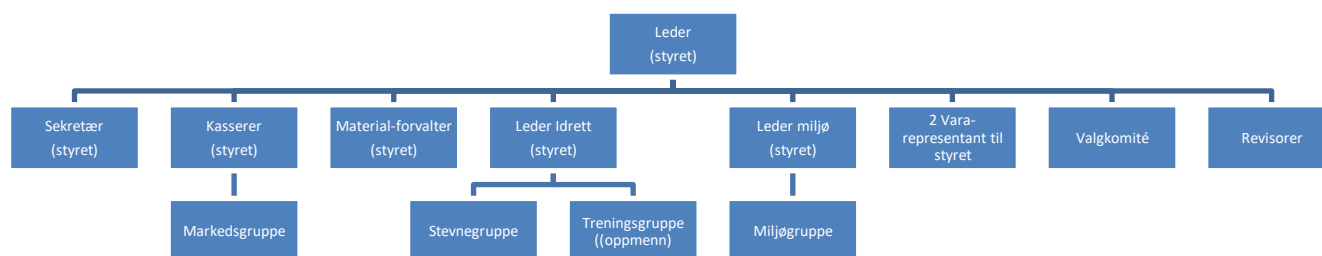 Leder
(styret)
Sekretær
(styret)
Kasserer
(styret)
Material-forvalter
(styret)
Leder Idrett
(styret)
Leder miljø
(styret)
2 Vara-
representant til
styret
Valgkomité
Revisorer
Markedsgruppe
Stevnegruppe
Treningsgruppe
((oppmenn)
Miljøgruppe